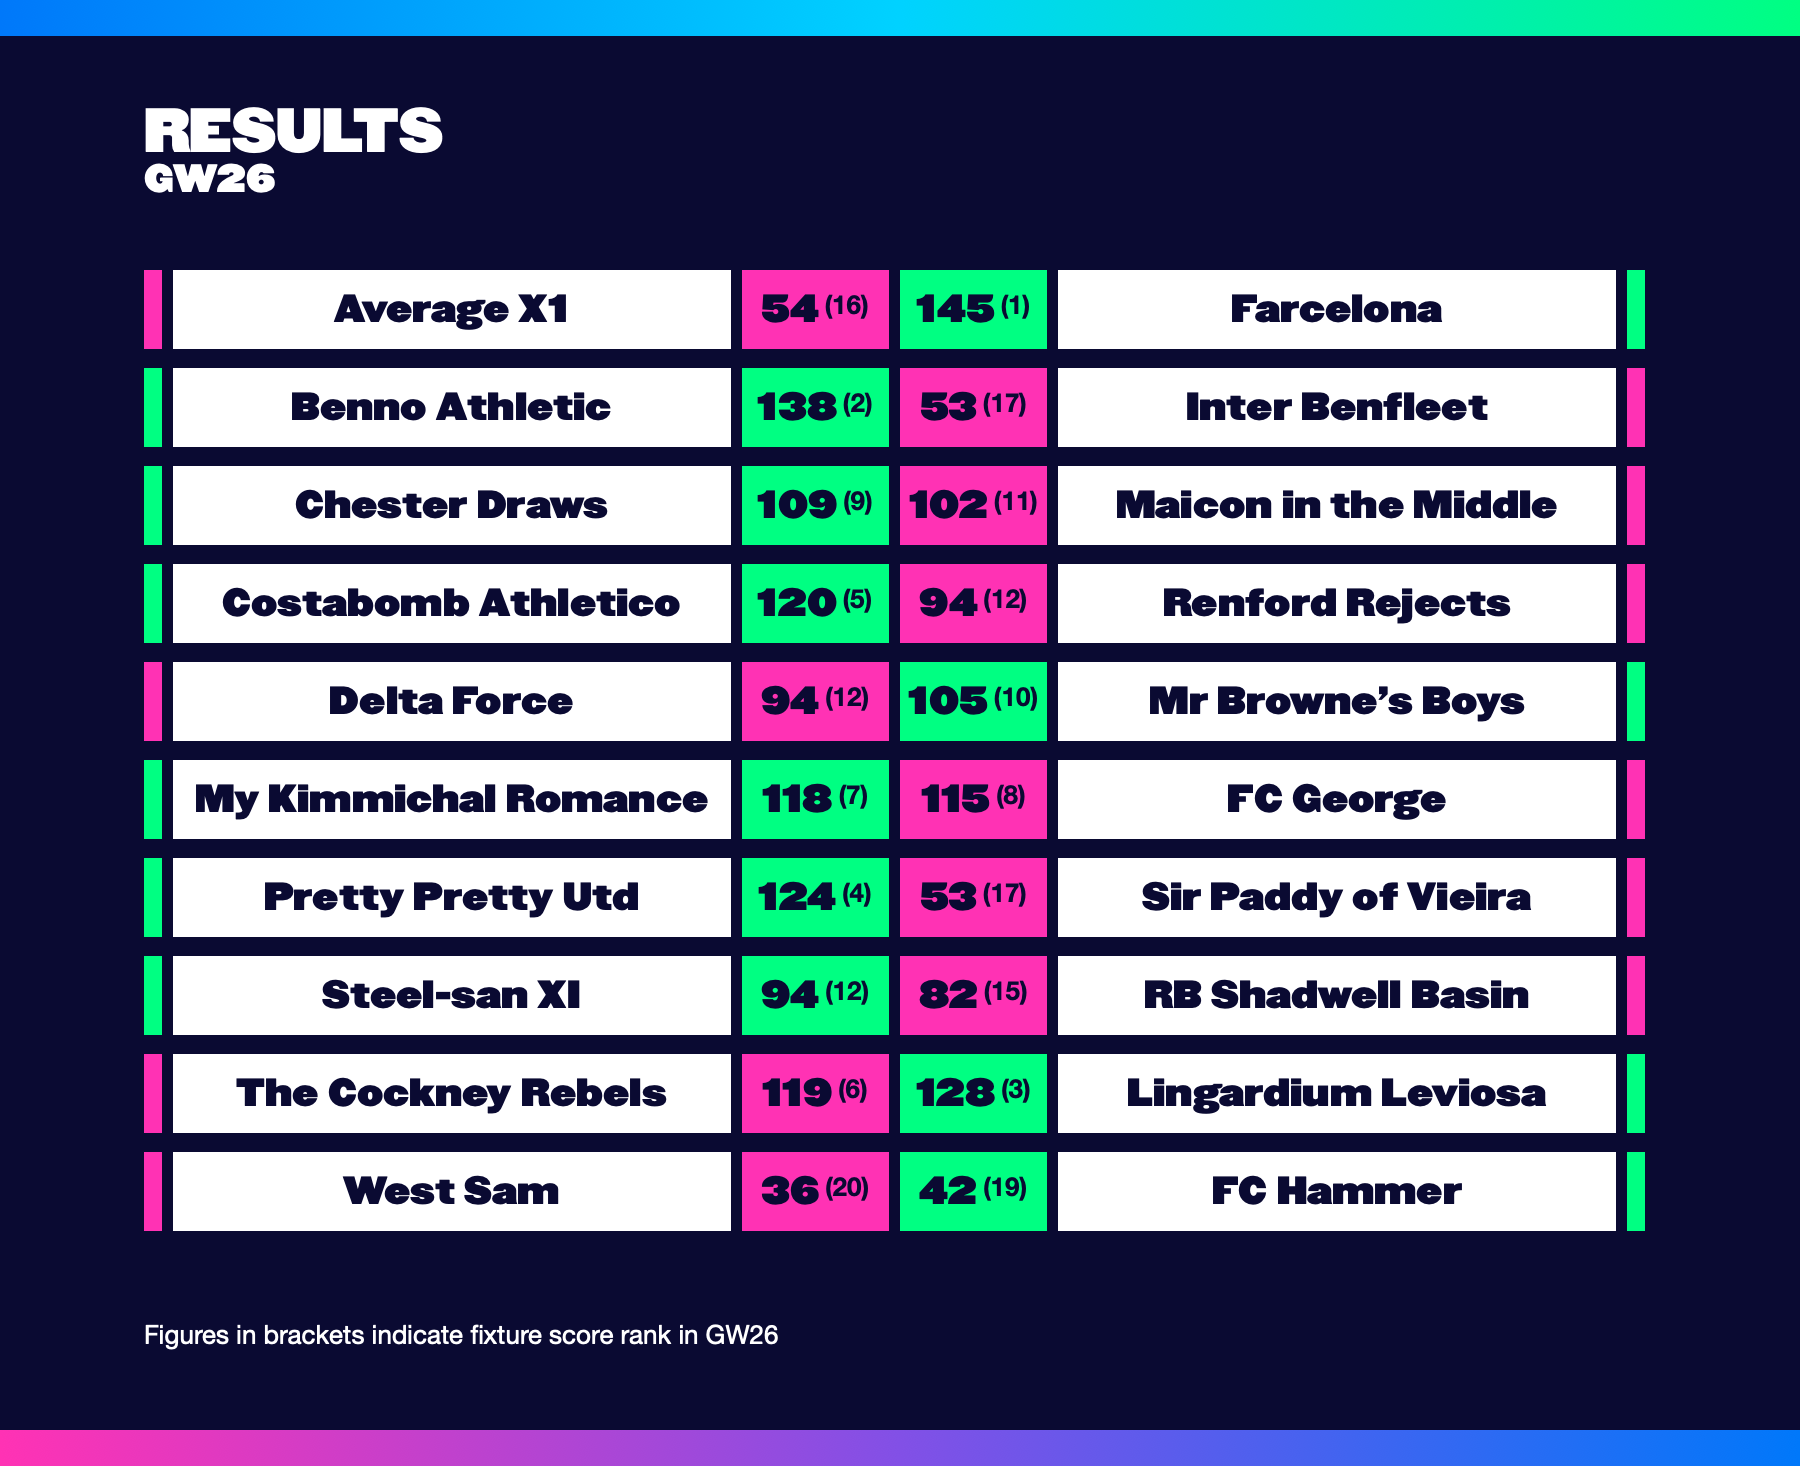 RESULTS
GW26
Average X1 54 (16) 145 (1) Farcelona
Benno Athletic 138 (2) 53 (17) Inter Benfleet
Chester Draws 109 (9) 102 (11) Maicon in the Middle
Costabomb Athletico 120 (5) 94 (12) Renford Rejects
Delta Force 94 (12) 105 (10) Mr Browne’s Boys
My Kimmichal Romance 118 (7) 115 (8) FC George
Pretty Pretty Utd 124 (4) 53 (17) Sir Paddy of Vieira
Steel-san XI 94 (12) 82 (15) RB Shadwell Basin
The Cockney Rebels 119 (6) 128 (3) Lingardium Leviosa
West Sam 36 (20) 42 (19) FC Hammer
Figures in brackets indicate fixture score rank in GW26